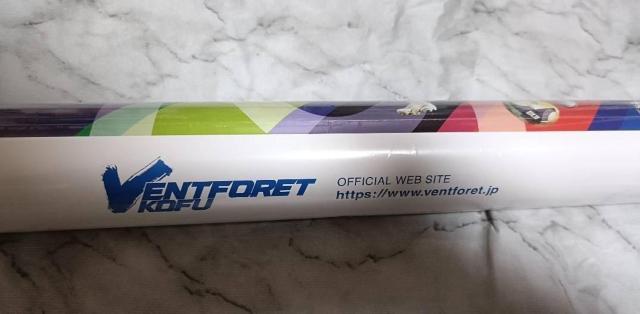 VENTFORET
KOFU
OFFICIAL WEB SITE
https://www.ventforet.jp